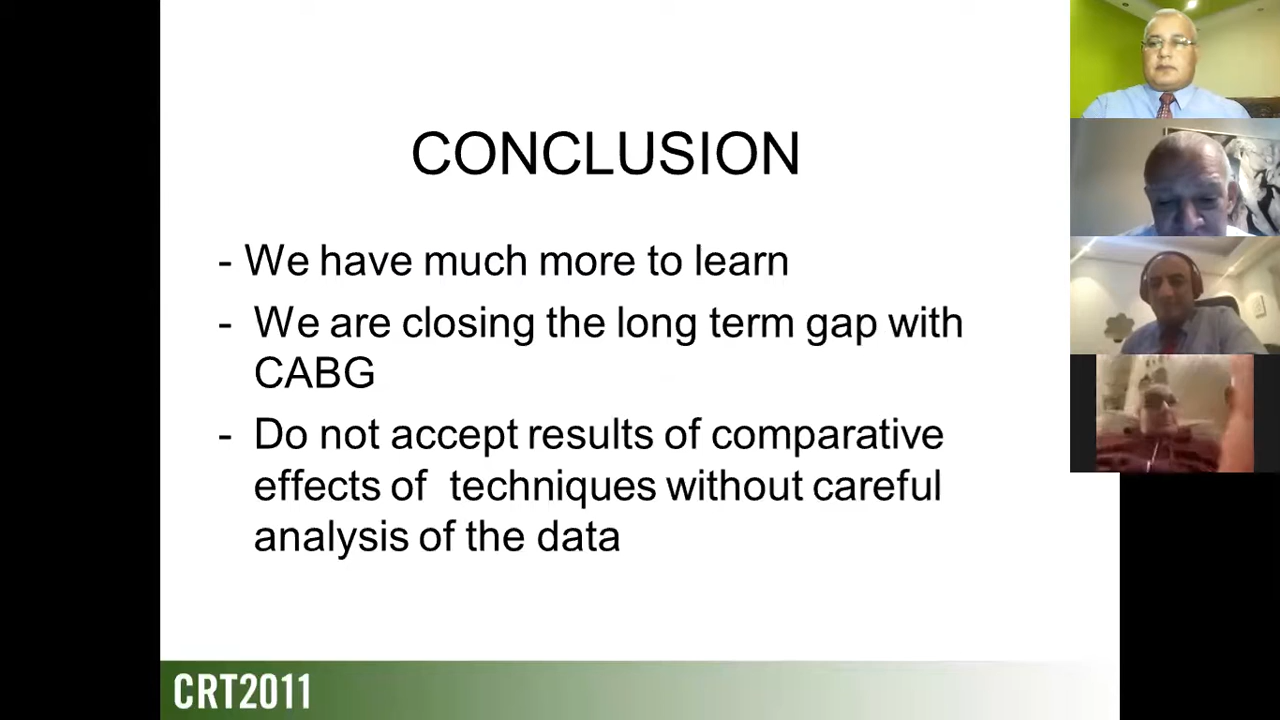 CONCLUSION
- We have much more to learn
- We are closing the long term gap with
CABG
- Do not accept results of comparative
effects of techniques without careful
analysis of the data
CRT2011